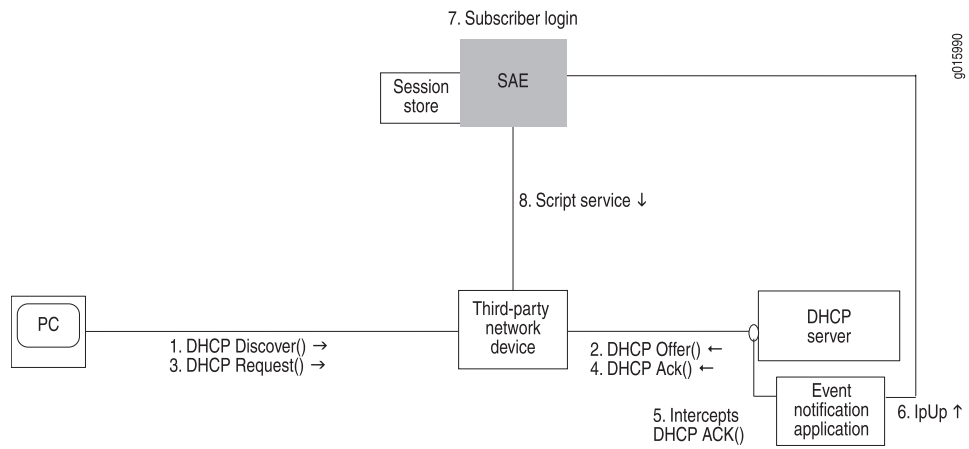 7. Subscriber login
g015990
Session
store
SAE
8. Script service ↓
PC
Third-party
network
device
DHCP
server
1. DHCP Discover() →
3. DHCP Request() →
2. DHCP Offer() ←
4. DHCP Ack() ←
Event
notification
application
5. Intercepts
DHCP ACK()
6. IpUp ↑